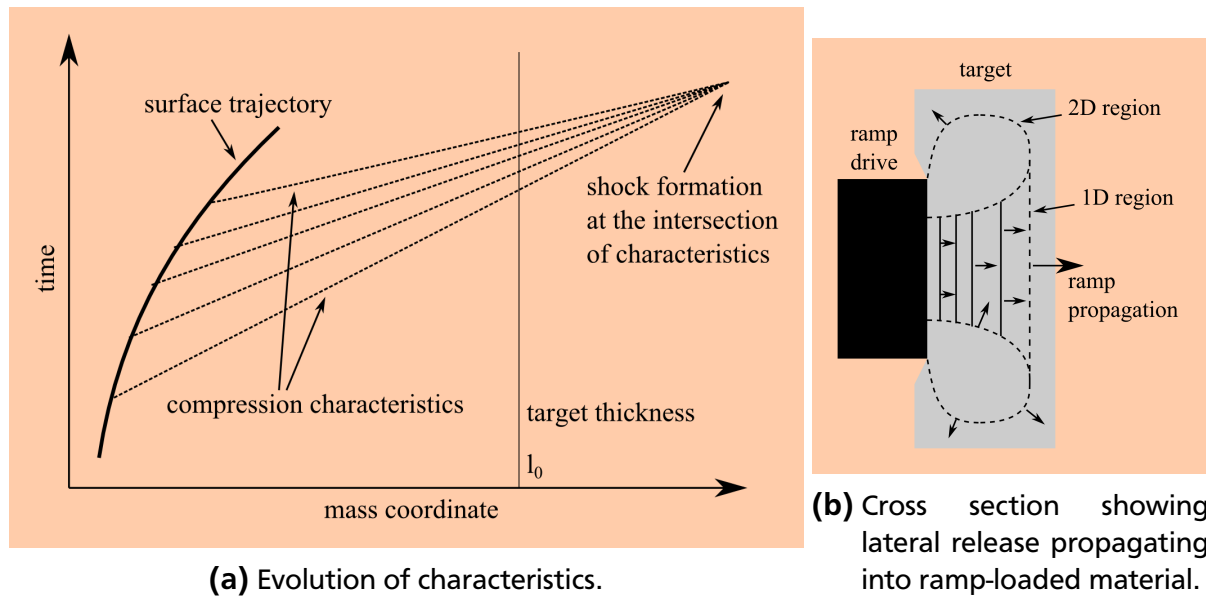 time
surface trajectory
shock formation
at the intersection
of characteristics
compression characteristics
target thickness
l₀
mass coordinate
(a) Evolution of characteristics.
target
ramp
drive
2D region
1D region
ramp
propagation
(b) Cross section showing
lateral release propagating
into ramp-loaded material.